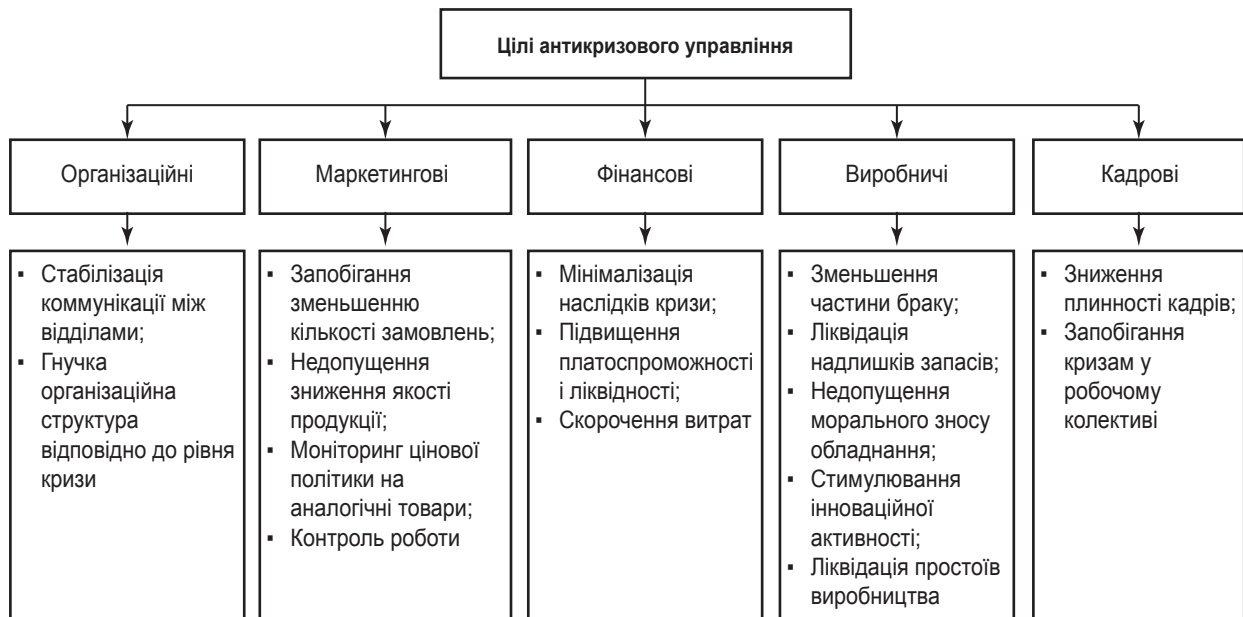 Цілі антикризового управління
Організаційні
Маркетингові
Фінансові
Виробничі
Кадрові
▪ Стабілізація
коммунікації між
відділами;
▪ Гнучка
організаційна
структура
відповідно до рівня
кризи
▪ Запобігання
зменьшенню
кількості замовлень;
▪ Недопущення
зниження якості
продукції;
▪ Моніторинг цінової
політики на
аналогічні товари;
▪ Контроль роботи
▪ Мінімалізація
наслідків кризи;
▪ Підвищення
платоспроможності
і ліквідності;
▪ Скорочення витрат
▪ Зменьшення
частини браку;
▪ Ліквідація
надлишків запасів;
▪ Недопущення
морального зносу
обладнання;
▪ Стимулювання
інноваційної
активності;
▪ Ліквідація простоїв
виробництва
▪ Зниження
плинності кадрів;
▪ Запобігання
кризам у
робочому
колективі